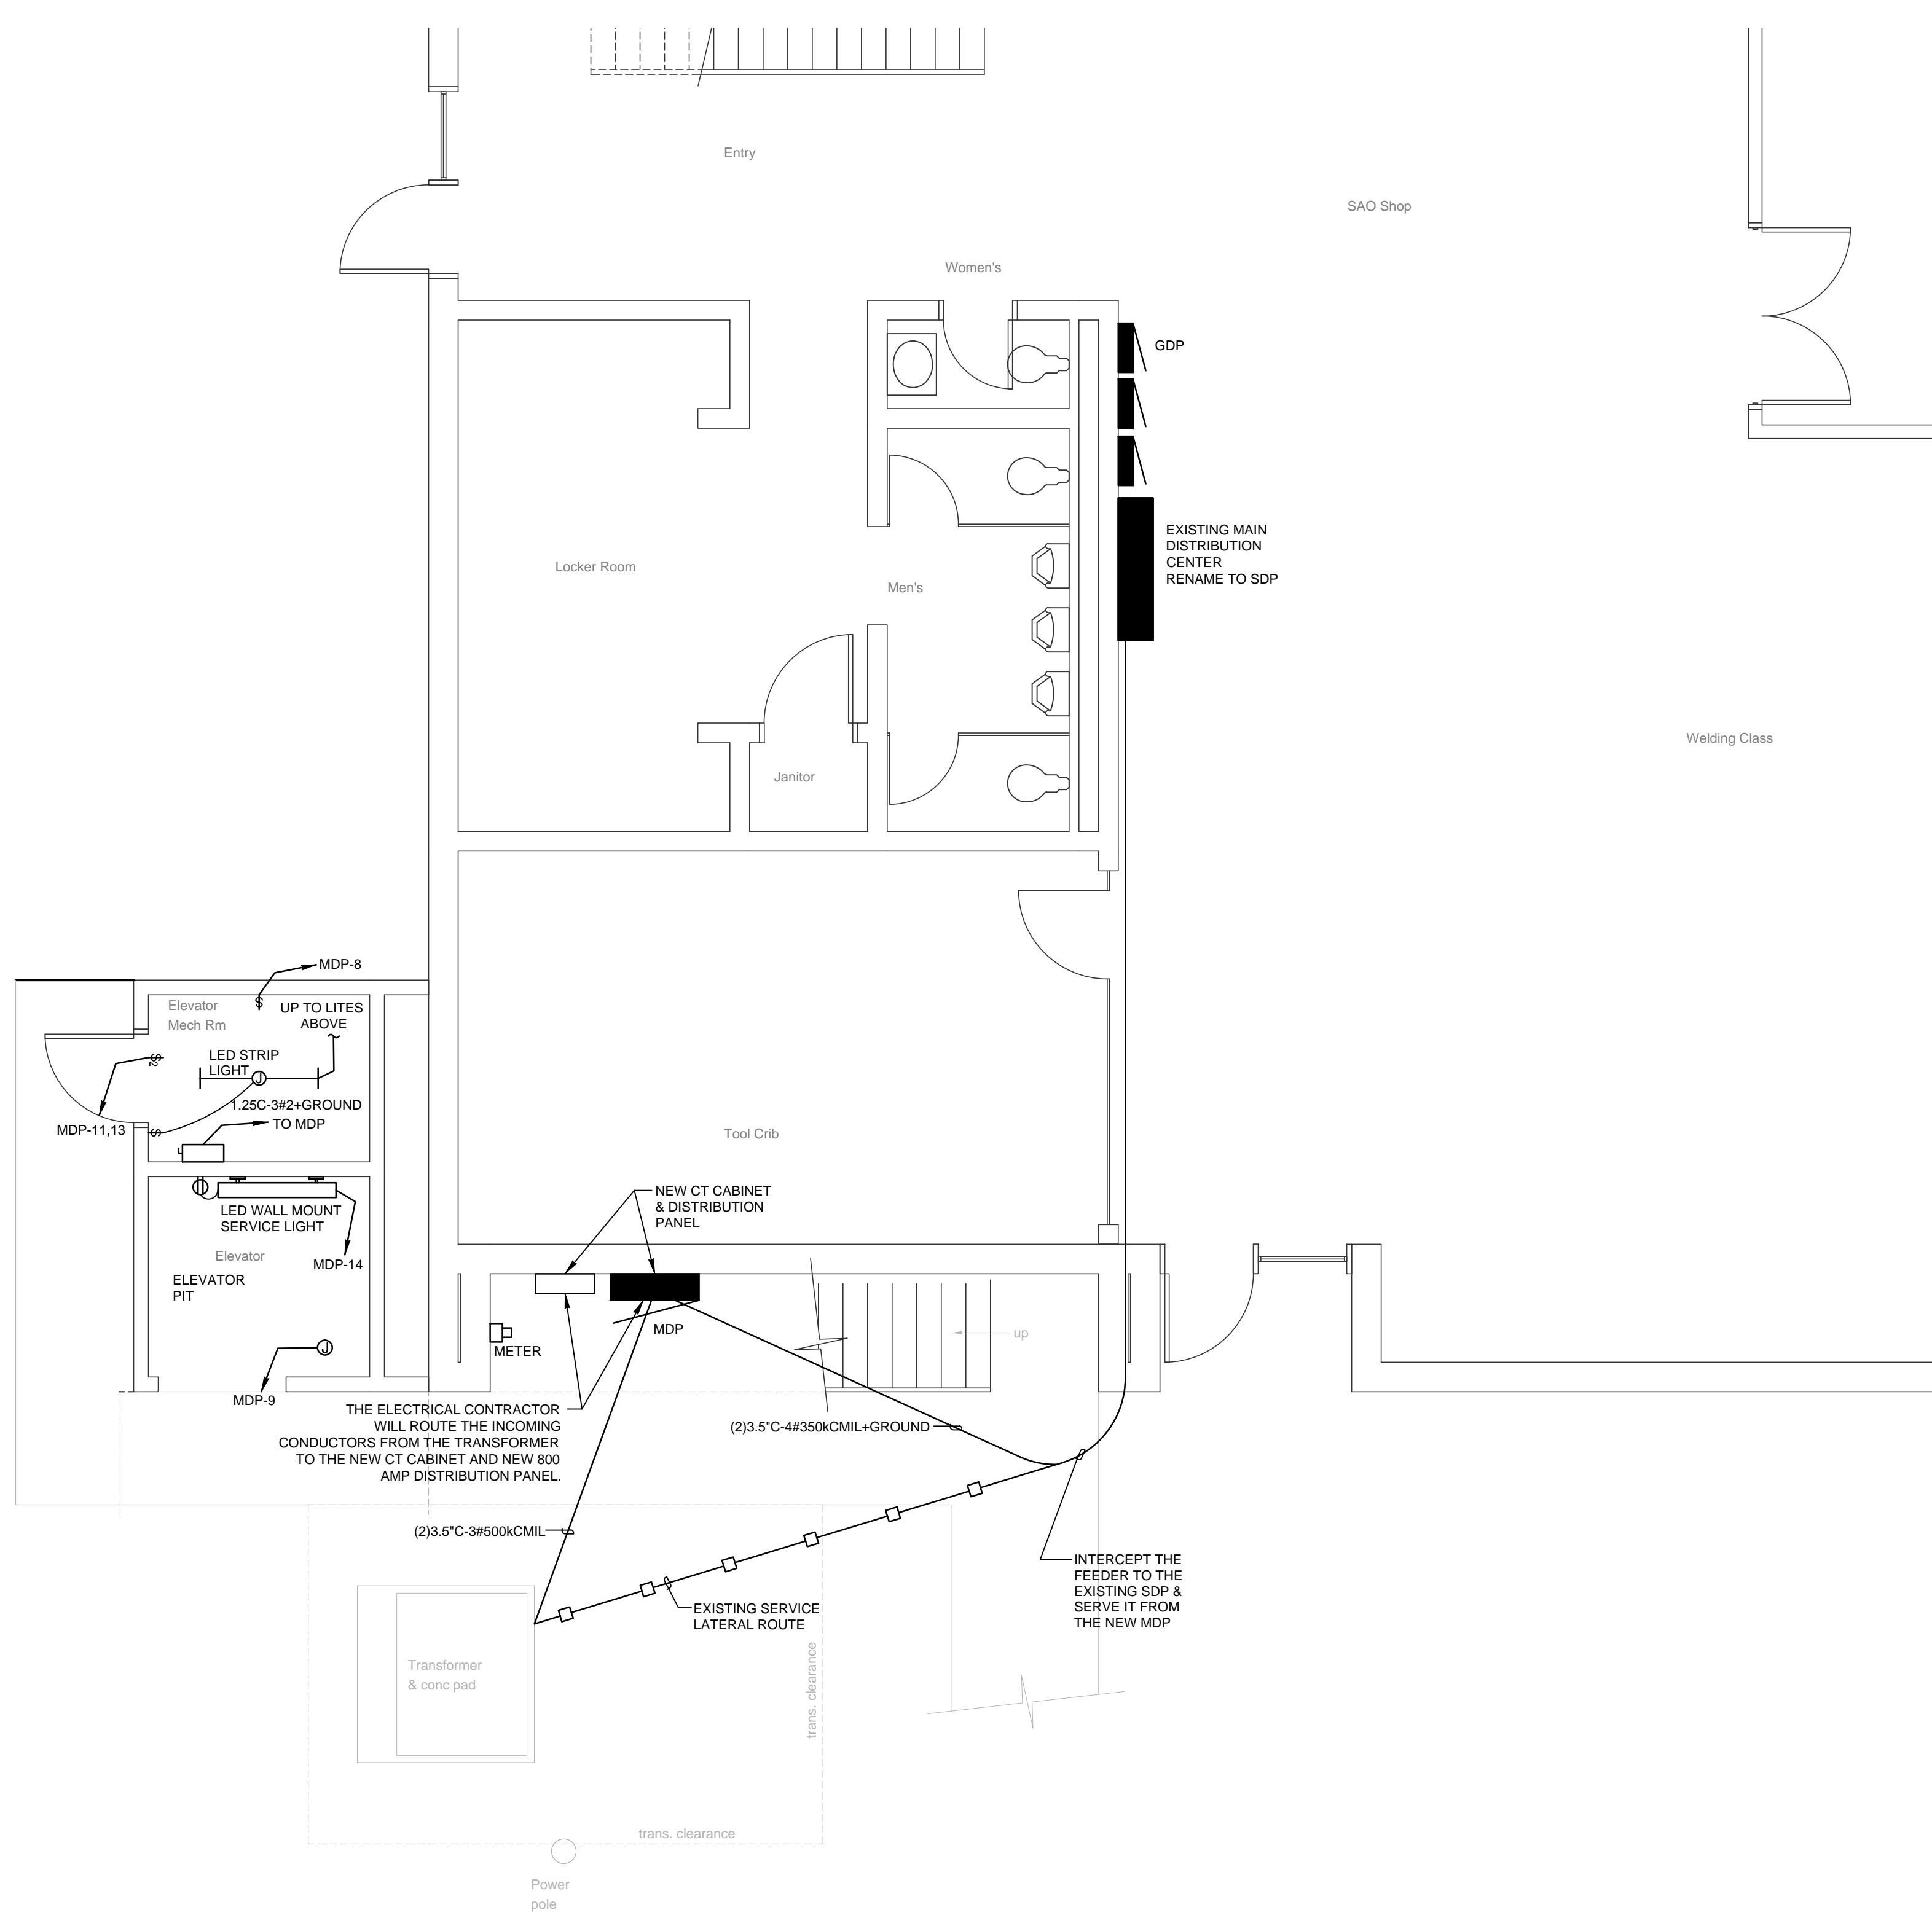 Entry
SAO Shop
Women's
GDP
EXISTING MAIN
DISTRIBUTION
CENTER
RENAME TO SDP
Locker Room
Men's
Welding Class
Janitor
MDP-8
Elevator
Mech Rm
$
UP TO LITES
ABOVE
LED STRIP
LIGHT
$2
J
1.25C-3#2+GROUND
TO MDP
MDP-11,13
$
Tool Crib
LED WALL MOUNT
SERVICE LIGHT
Elevator
MDP-14
ELEVATOR
PIT
J
MDP-9
NEW CT CABINET
& DISTRIBUTION
PANEL
MDP
METER
up
THE ELECTRICAL CONTRACTOR
WILL ROUTE THE INCOMING
CONDUCTORS FROM THE TRANSFORMER
TO THE NEW CT CABINET AND NEW 800
AMP DISTRIBUTION PANEL.
(2)3.5"C-4#350kCMIL+GROUND
(2)3.5"C-3#500kCMIL
INTERCEPT THE
FEEDER TO THE
EXISTING SDP &
SERVE IT FROM
THE NEW MDP
EXISTING SERVICE
LATERAL ROUTE
Transformer
& conc pad
trans. clearance
trans. clearance
Power
pole